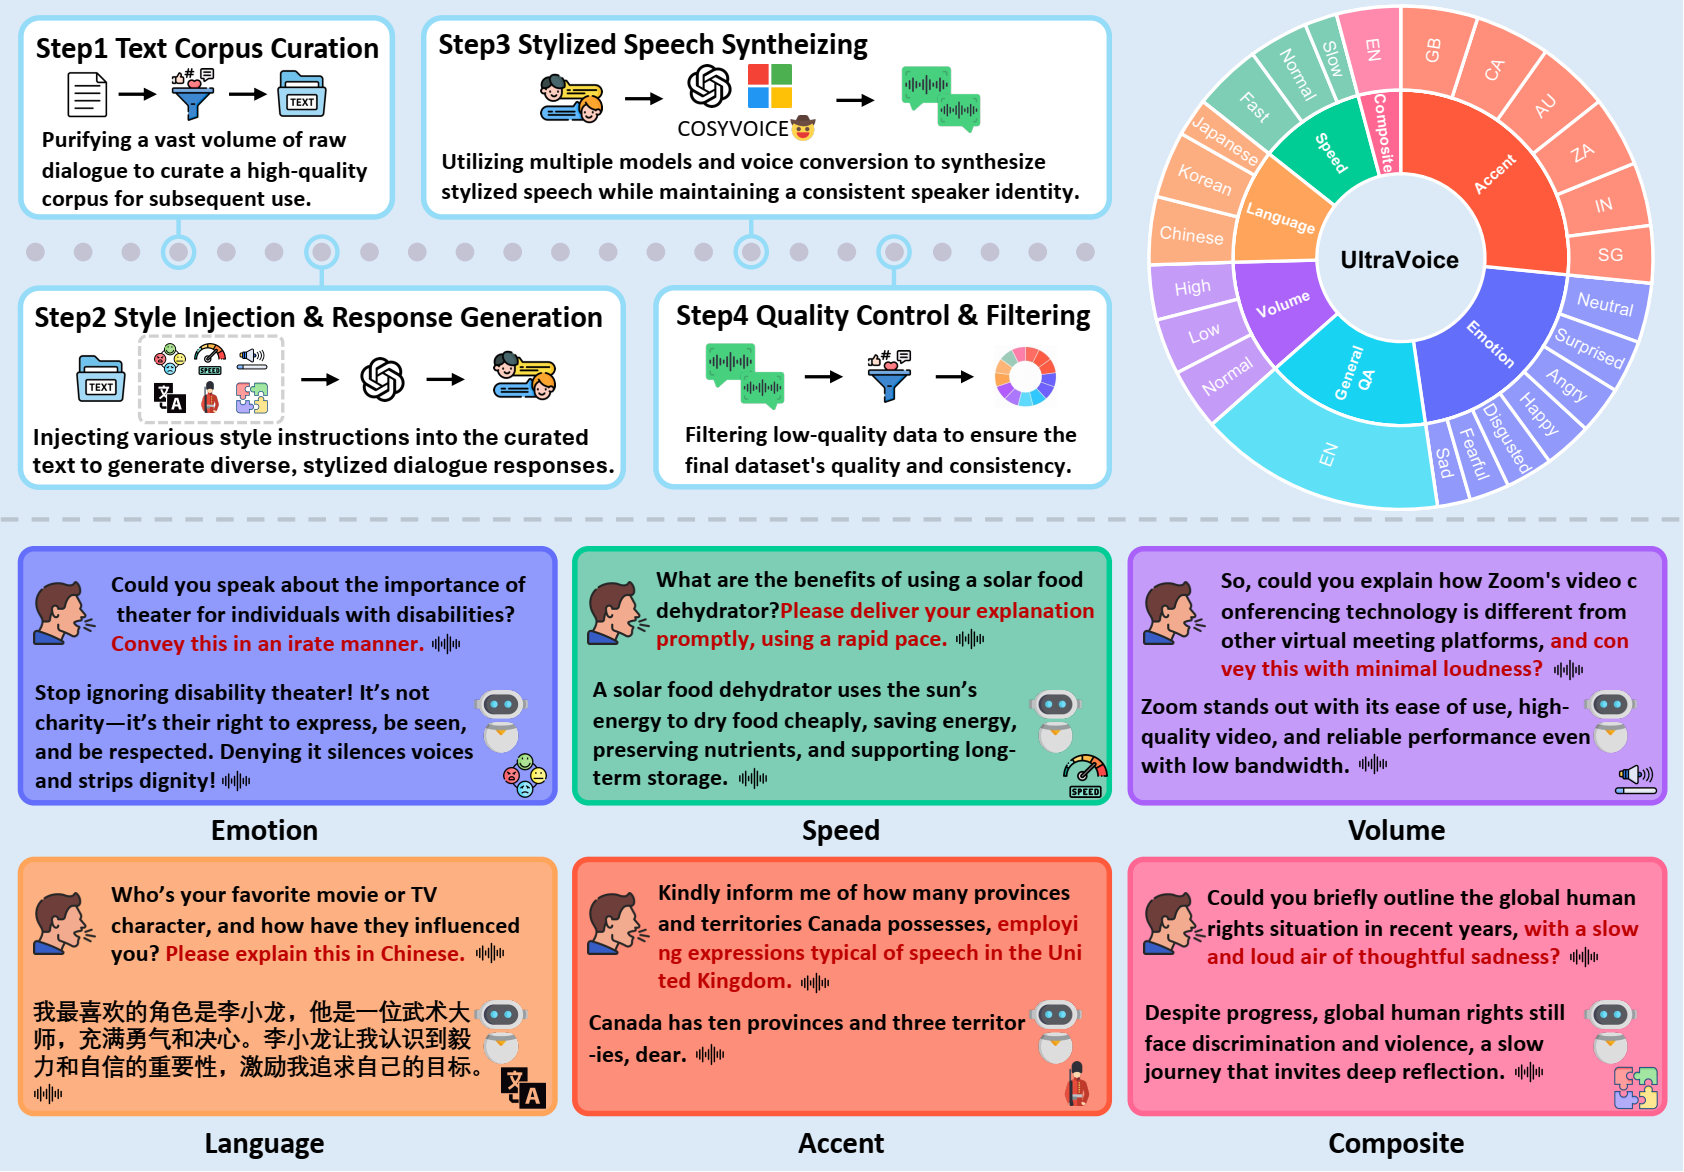 Step1 Text Corpus Curation
TEXT
Purifying a vast volume of raw
dialogue to curate a high-quality
corpus for subsequent use.
Step3 Stylized Speech Syntheizing
COSYVOICE
Utilizing multiple models and voice conversion to synthesize
stylized speech while maintaining a consistent speaker identity.
Step2 Style Injection & Response Generation
TEXT
SPEED
文
A
Injecting various style instructions into the curated
text to generate diverse, stylized dialogue responses.
Step4 Quality Control & Filtering
Filtering low-quality data to ensure the
final dataset's quality and consistency.
UltraVoice
Accent
GB
CA
AU
ZA
IN
SG
Emotion
Neutral
Surprised
Angry
Happy
Disgusted
Fearful
Sad
General
QA
EN
Volume
Normal
Low
High
Language
Chinese
Korean
Japanese
Speed
Fast
Normal
Slow
Composite
EN
Could you speak about the importance of
theater for individuals with disabilities?
Convey this in an irate manner.
Stop ignoring disability theater! It’s not
charity—it’s their right to express, be seen,
and be respected. Denying it silences voices
and strips dignity!
Emotion
What are the benefits of using a solar food
dehydrator?Please deliver your explanation
promptly, using a rapid pace.
A solar food dehydrator uses the sun’s
energy to dry food cheaply, saving energy,
preserving nutrients, and supporting long-
term storage.
SPEED
Speed
So, could you explain how Zoom's video c
onferencing technology is different from
other virtual meeting platforms, and con
vey this with minimal loudness?
Zoom stands out with its ease of use, high-
quality video, and reliable performance even
with low bandwidth.
Volume
Who’s your favorite movie or TV
character, and how have they influenced
you? Please explain this in Chinese.
我最喜欢的角色是李小龙，他是一位武术大
师，充满勇气和决心。李小龙让我认识到毅
力和自信的重要性，激励我追求自己的目标。
文
A
Language
Kindly inform me of how many provinces
and territories Canada possesses, employi
ng expressions typical of speech in the Uni
ted Kingdom.
Canada has ten provinces and three territor
-ies, dear.
Accent
Could you briefly outline the global human
rights situation in recent years, with a slow
and loud air of thoughtful sadness?
Despite progress, global human rights still
face discrimination and violence, a slow
journey that invites deep reflection.
Composite